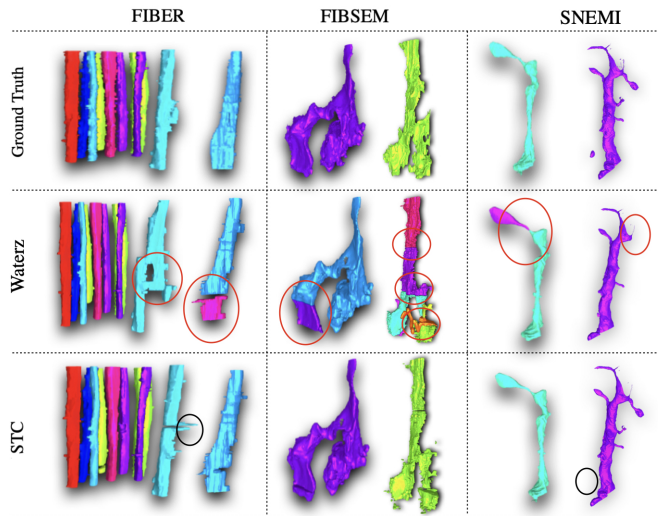 FIBER
FIBSEM
SNEMI
Ground Truth
Waterz
STC